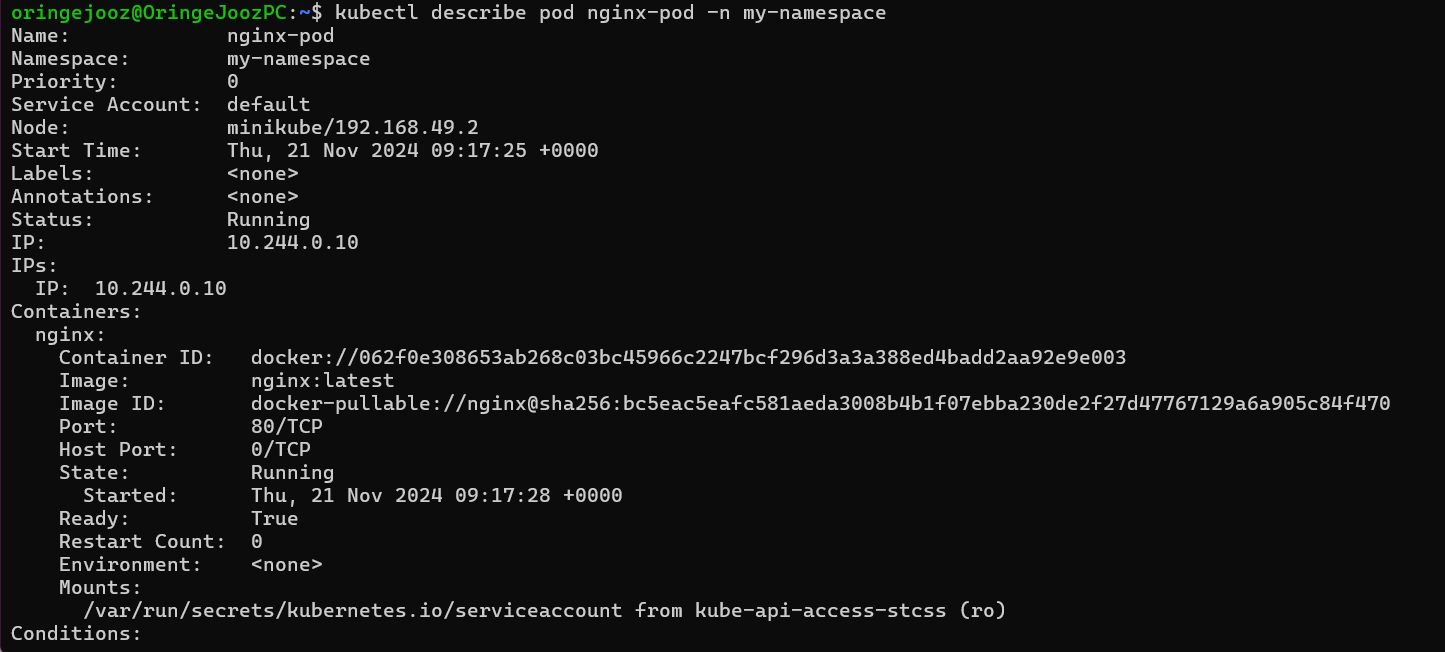 oringejooz@OringeJoozPC:~$ kubectl describe pod nginx-pod -n my-namespace
Name:             nginx-pod
Namespace:        my-namespace
Priority:         0
Service Account:  default
Node:             minikube/192.168.49.2
Start Time:       Thu, 21 Nov 2024 09:17:25 +0000
Labels:           <none>
Annotations:      <none>
Status:           Running
IP:               10.244.0.10
IPs:
  IP:  10.244.0.10
Containers:
  nginx:
    Container ID:   docker://062f0e308653ab268c03bc45966c2247bcf296d3a3a388ed4badd2aa92e9e003
    Image:          nginx:latest
    Image ID:       docker-pullable://nginx@sha256:bc5eac5eafc581aeda3008b4b1f07ebba230de2f27d47767129a6a905c84f470
    Port:           80/TCP
    Host Port:      0/TCP
    State:          Running
      Started:      Thu, 21 Nov 2024 09:17:28 +0000
    Ready:          True
    Restart Count:  0
    Environment:    <none>
    Mounts:
      /var/run/secrets/kubernetes.io/serviceaccount from kube-api-access-stcss (ro)
Conditions: